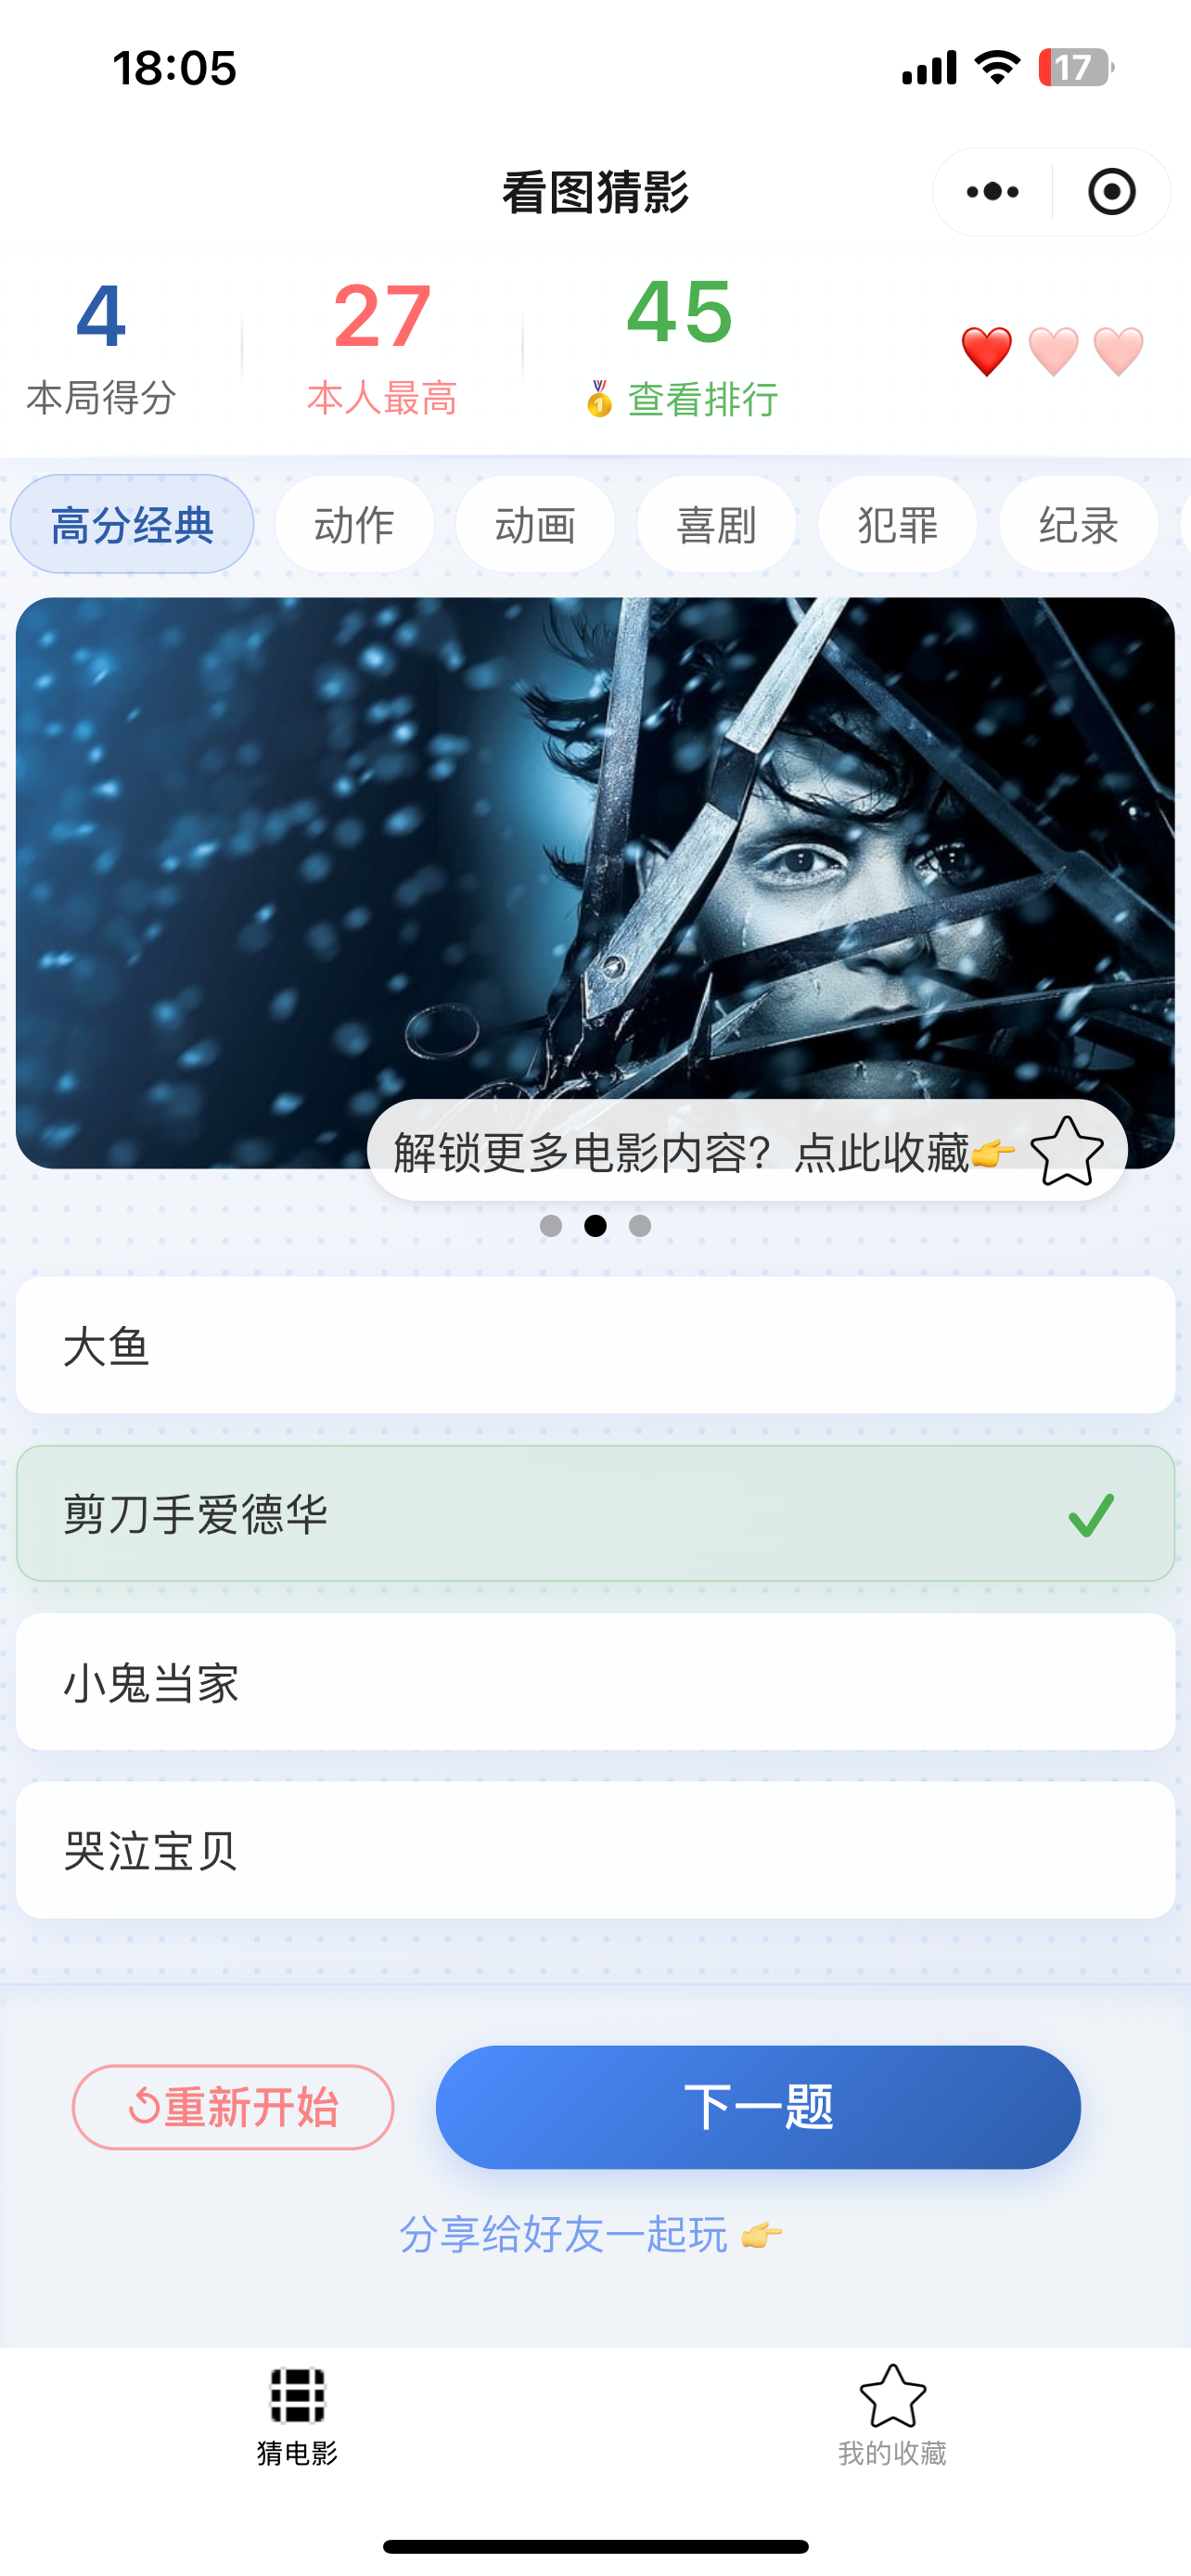 18:05
17
看图猜影
4
本局得分
27
本人最高
45
查看排行
高分经典
动作
动画
喜剧
犯罪
纪录
解锁更多电影内容？点此收藏
大鱼
剪刀手爱德华
小鬼当家
哭泣宝贝
重新开始
下一题
分享给好友一起玩
猜电影
我的收藏